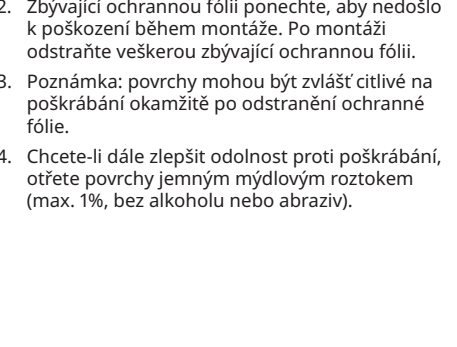 2. Zbývající ochrannou fólii ponechte, aby nedošlo
k poškození během montáže. Po montáži
odstraňte veškerou zbývající ochrannou fólii.
3. Poznámka: povrchy mohou být zvlášť citlivé na
poškrábání okamžitě po odstranění ochranné
fólie.
4. Chcete-li dále zlepšit odolnost proti poškrábání,
otřete povrchy jemným mýdlovým roztokem
(max. 1%, bez alkoholu nebo abraziv).